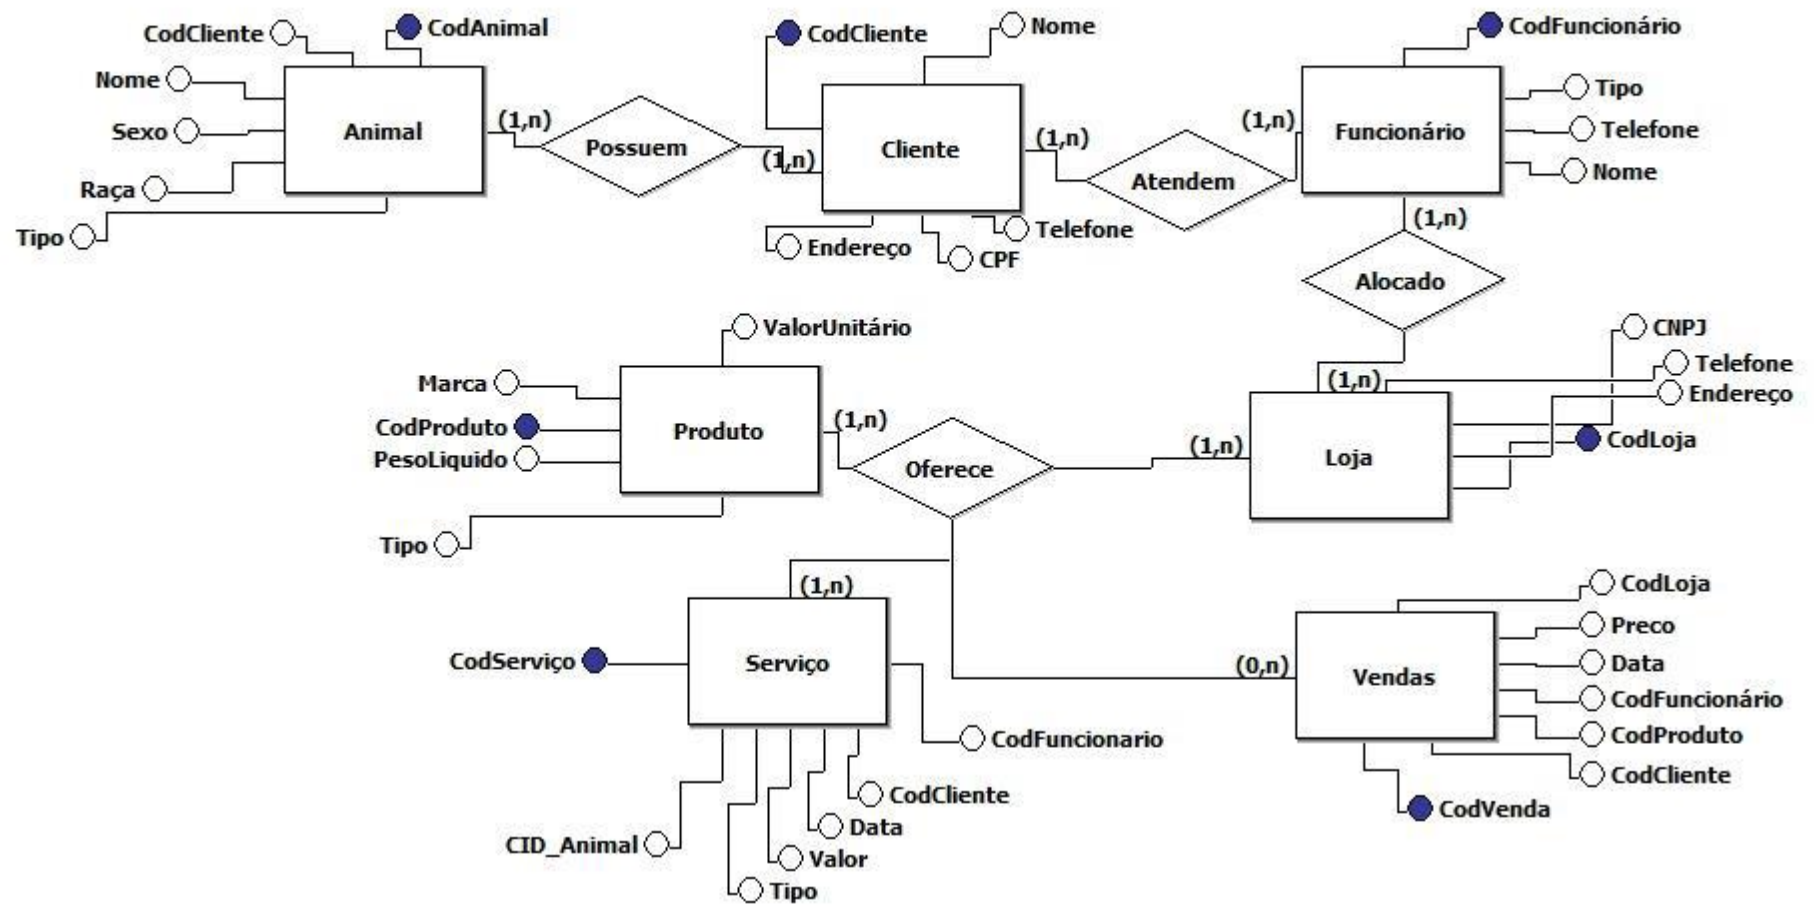 CodCliente
CodAnimal
Nome
Sexo
Raça
Tipo
Animal
(1,n)
Possuem
(1,n)
CodCliente
Nome
Cliente
Endereço
CPF
Telefone
(1,n)
Atendem
(1,n)
CodFuncionário
Funcionário
Tipo
Telefone
Nome
(1,n)
Alocado
(1,n)
CNPJ
Telefone
Endereço
CodLoja
Loja
ValorUnitário
Marca
CodProduto
PesoLiquido
Tipo
Produto
(1,n)
Oferece
(1,n)
(1,n)
CodServiço
Serviço
CodFuncionario
CodCliente
Data
CID_Animal
Valor
Tipo
(0,n)
Vendas
CodLoja
Preco
Data
CodFuncionário
CodProduto
CodCliente
CodVenda